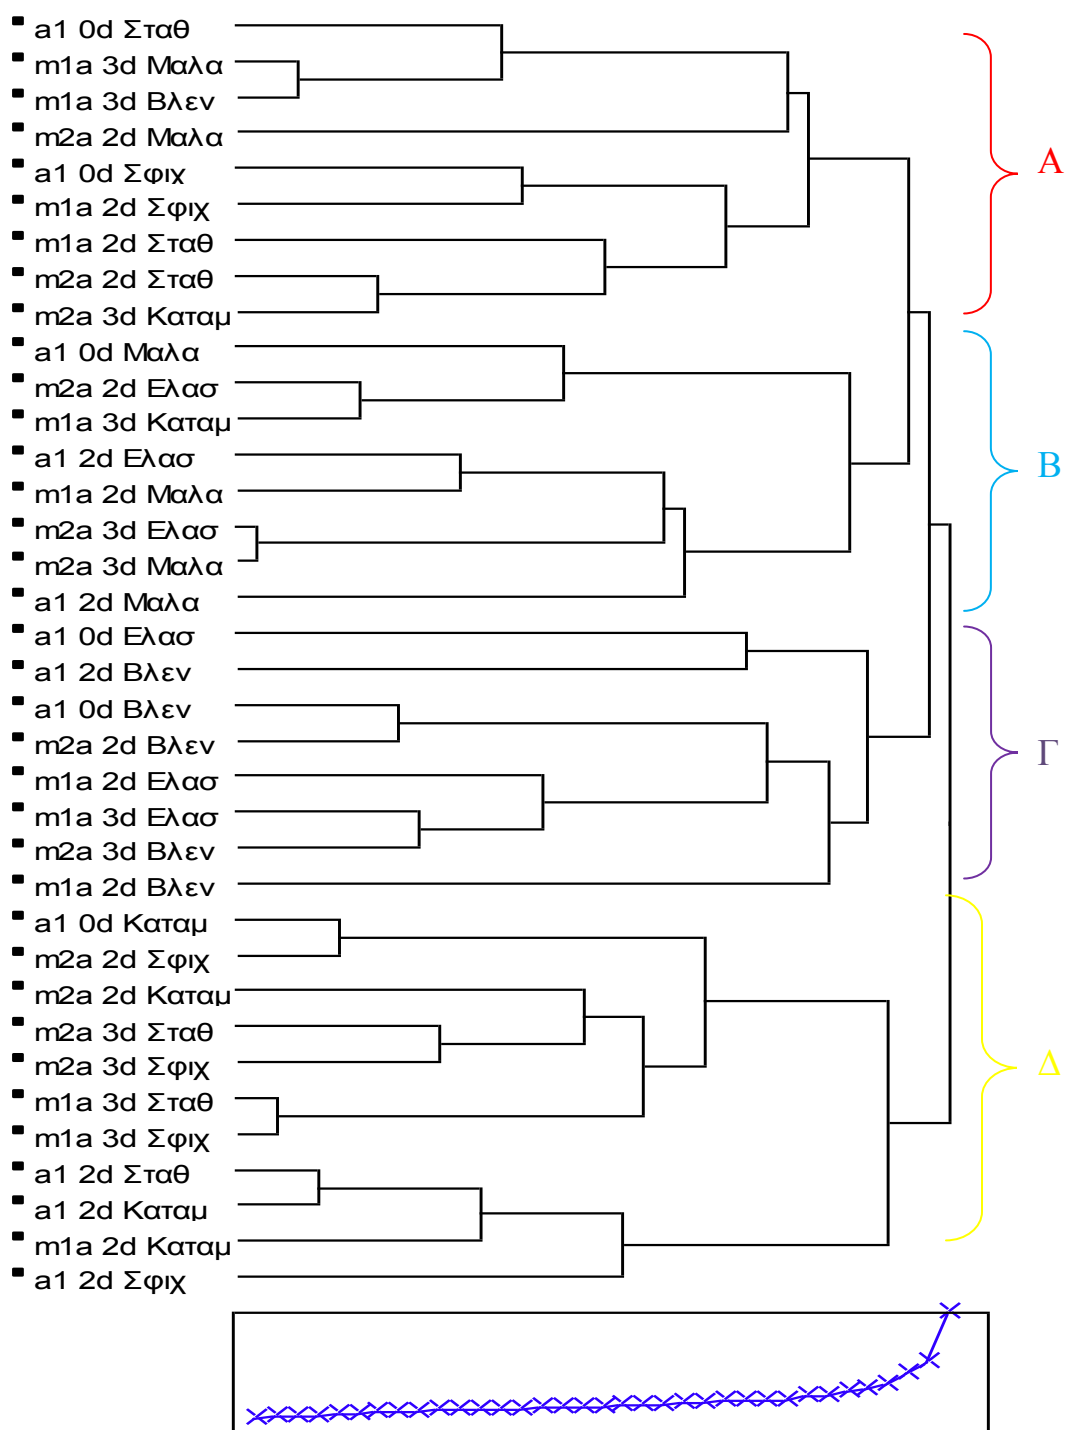 a1 0d Σταθ
m1a 3d Μαλα
m1a 3d Βλεν
m2a 2d Μαλα
a1 0d Σφιχ
m1a 2d Σφιχ
m1a 2d Σταθ
m2a 2d Σταθ
m2a 3d Καταμ
a1 0d Μαλα
m2a 2d Ελασ
m1a 3d Καταμ
a1 2d Ελασ
m1a 2d Μαλα
m2a 3d Ελασ
m2a 3d Μαλα
a1 2d Μαλα
a1 0d Ελασ
a1 2d Βλεν
a1 0d Βλεν
m2a 2d Βλεν
m1a 2d Ελασ
m1a 3d Ελασ
m2a 3d Βλεν
m1a 2d Βλεν
a1 0d Καταμ
m2a 2d Σφιχ
m2a 2d Καταμ
m2a 3d Σταθ
m2a 3d Σφιχ
m1a 3d Σταθ
m1a 3d Σφιχ
a1 2d Σταθ
a1 2d Καταμ
m1a 2d Καταμ
a1 2d Σφιχ
Α
Β
Γ
Δ